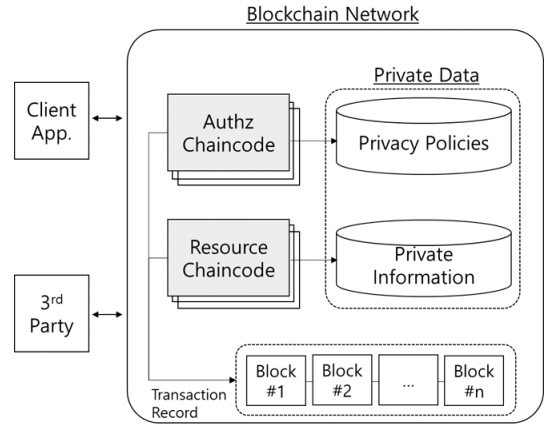 Blockchain Network
Private Data
Client
App.
Authz
Chaincode
Privacy Policies
Resource
Chaincode
Private
Information
3rd
Party
Transaction
Record
Block
#1
Block
#2
...
Block
#n